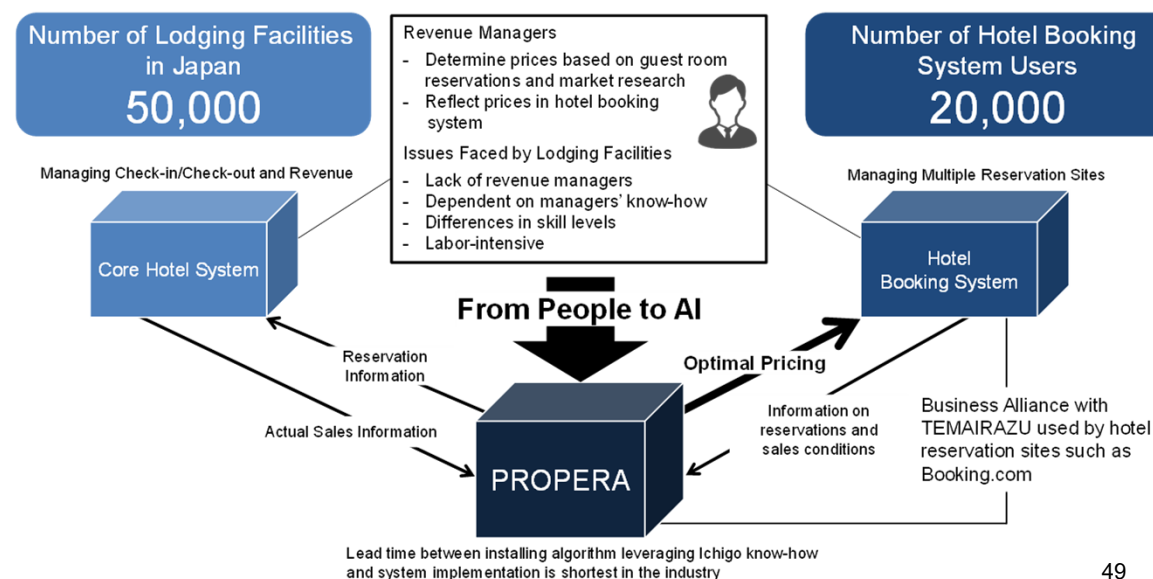 Number of Lodging Facilities
in Japan
50,000
Revenue Managers
- Determine prices based on guest room
reservations and market research
- Reflect prices in hotel booking
system
Issues Faced by Lodging Facilities
- Lack of revenue managers
- Dependent on managers' know-how
- Differences in skill levels
- Labor-intensive
Number of Hotel Booking
System Users
20,000
Managing Check-in/Check-out and Revenue
Core Hotel System
Managing Multiple Reservation Sites
Hotel
Booking System
From People to AI
Reservation
Information
Actual Sales Information
Optimal Pricing
Information on
reservations and
sales conditions
Business Alliance with
TEMAIRAZU used by hotel
reservation sites such as
Booking.com
PROPERA
Lead time between installing algorithm leveraging Ichigo know-how
and system implementation is shortest in the industry
49